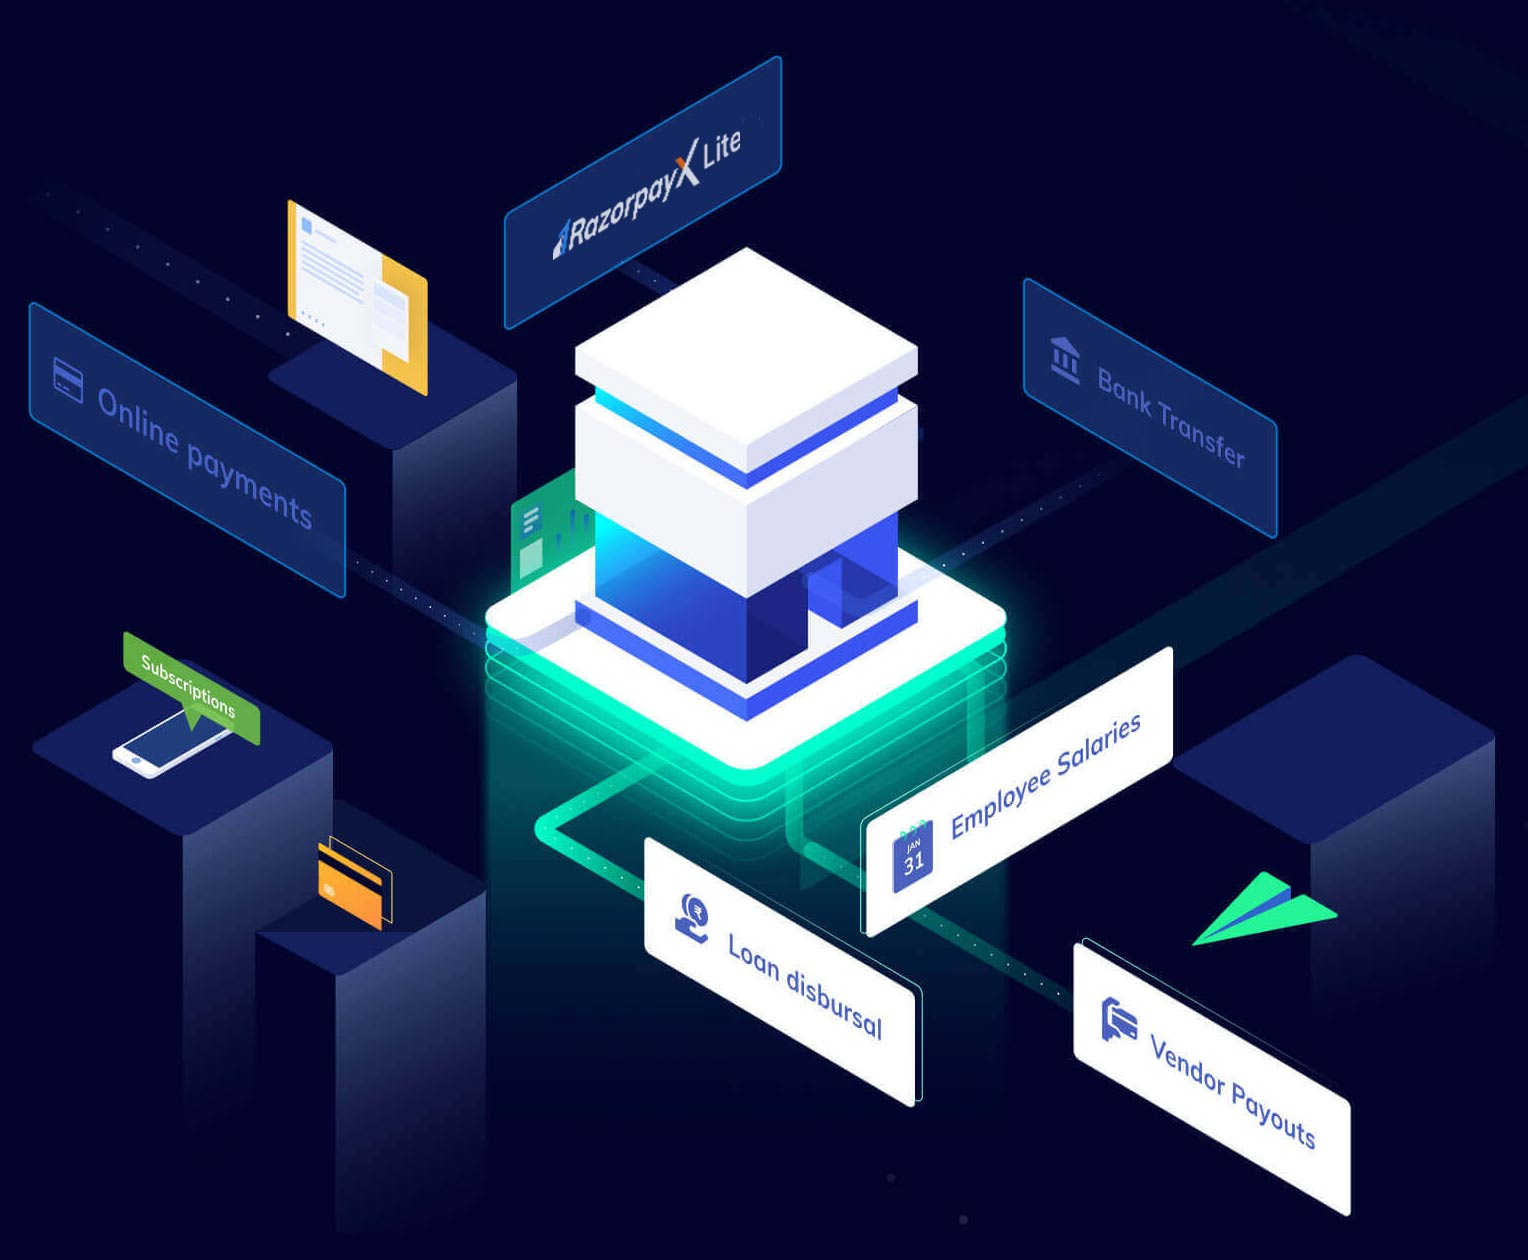 RazorpayX Lite
Online payments
Bank Transfer
Subscriptions
Employee Salaries
JAN
31
₹
Loan disbursal
Vendor Payouts